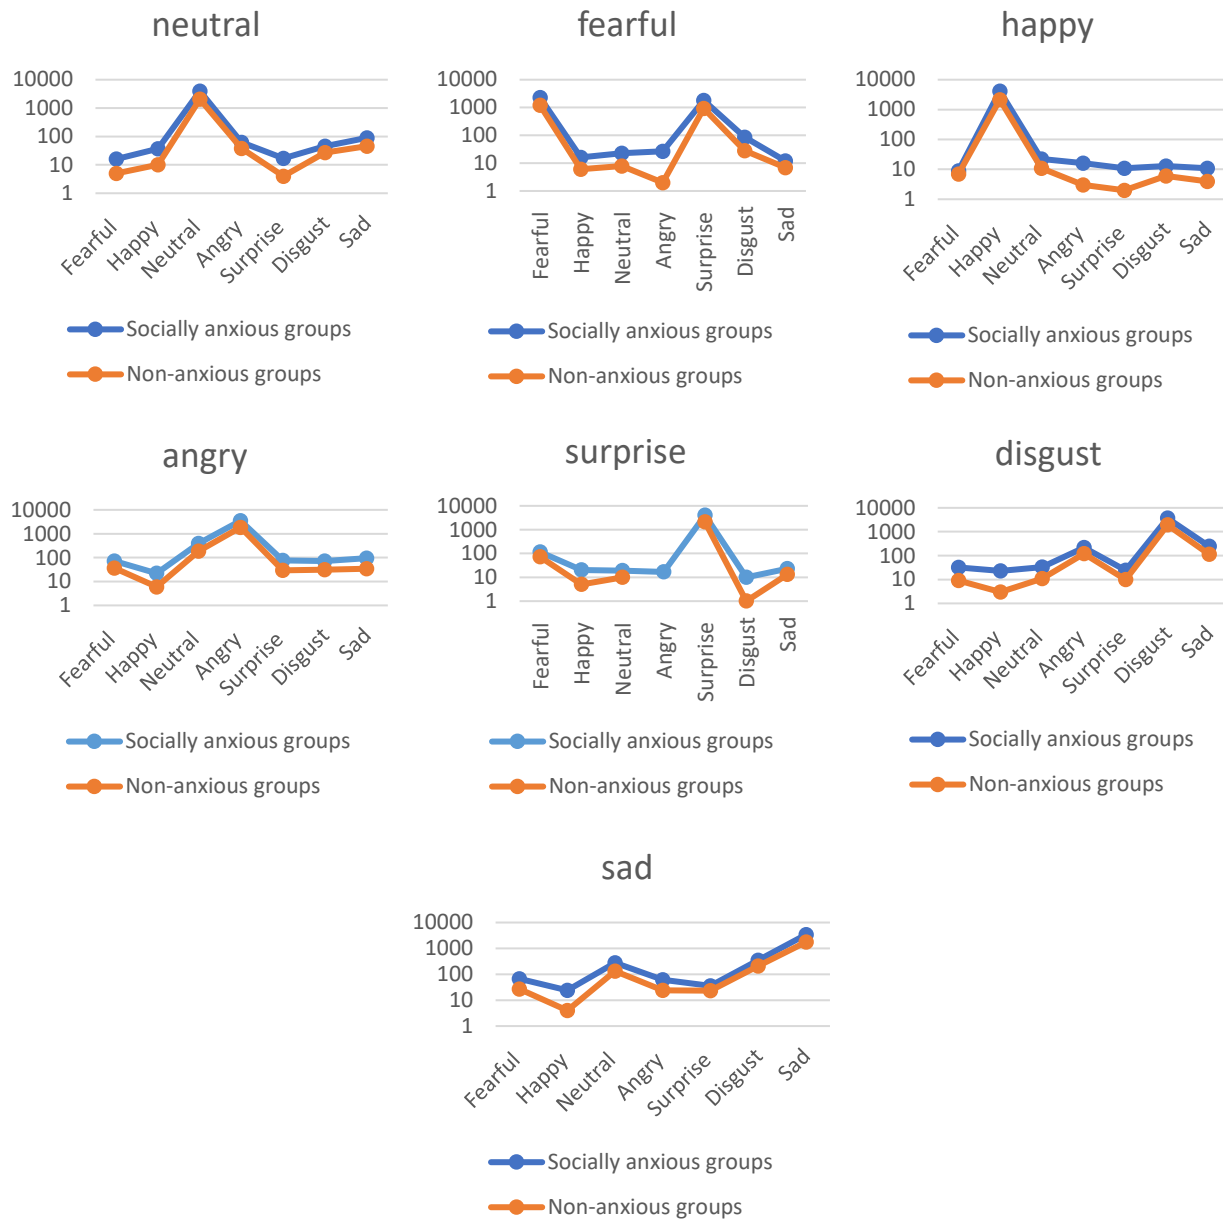 neutral
10000
1000
100
10
1
Fearful
Happy
Neutral
Angry
Surprise
Disgust
Sad
Socially anxious groups
Non-anxious groups
fearful
10000
1000
100
10
1
Fearful
Happy
Neutral
Angry
Surprise
Disgust
Sad
Socially anxious groups
Non-anxious groups
happy
10000
1000
100
10
1
Fearful
Happy
Neutral
Angry
Surprise
Disgust
Sad
Socially anxious groups
Non-anxious groups
angry
10000
1000
100
10
1
Fearful
Happy
Neutral
Angry
Surprise
Disgust
Sad
Socially anxious groups
Non-anxious groups
surprise
10000
1000
100
10
1
Fearful
Happy
Neutral
Angry
Surprise
Disgust
Sad
Socially anxious groups
Non-anxious groups
disgust
10000
1000
100
10
1
Fearful
Happy
Neutral
Angry
Surprise
Disgust
Sad
Socially anxious groups
Non-anxious groups
sad
10000
1000
100
10
1
Fearful
Happy
Neutral
Angry
Surprise
Disgust
Sad
Socially anxious groups
Non-anxious groups